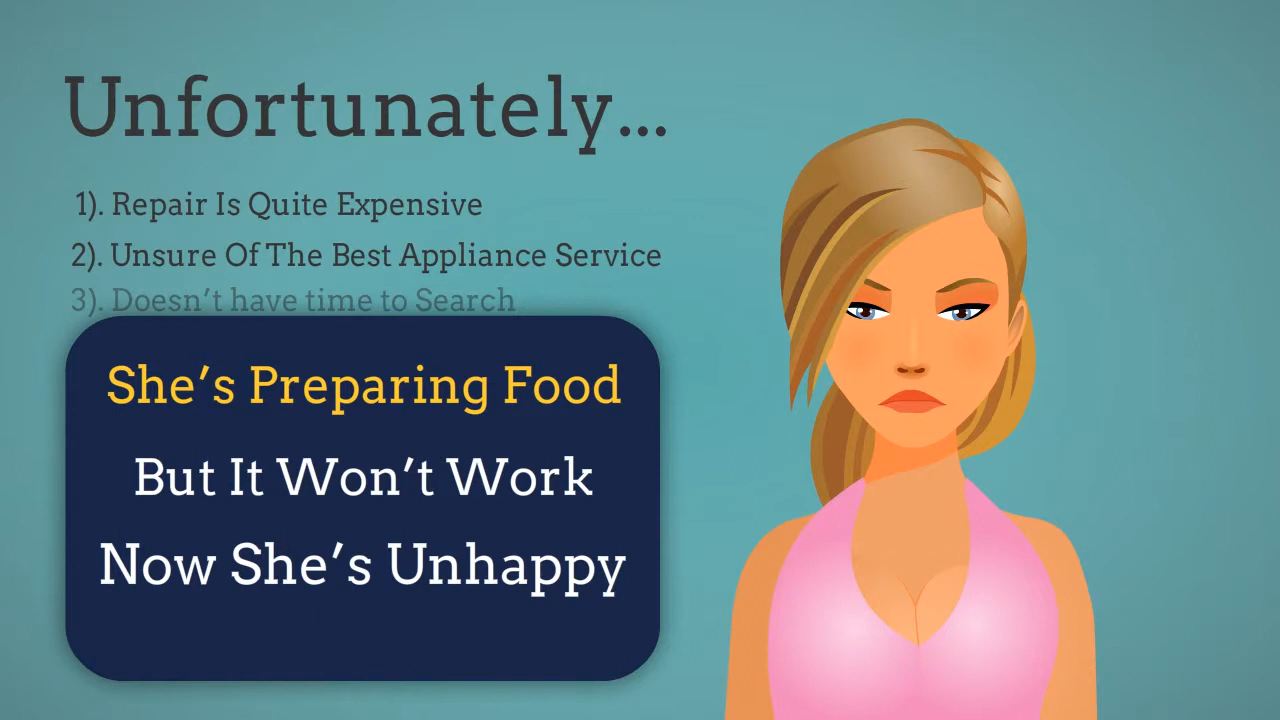 Unfortunately...
1). Repair Is Quite Expensive
2). Unsure Of The Best Appliance Service
3). Doesn’t have time to Search
She’s Preparing Food
But It Won’t Work
Now She’s Unhappy